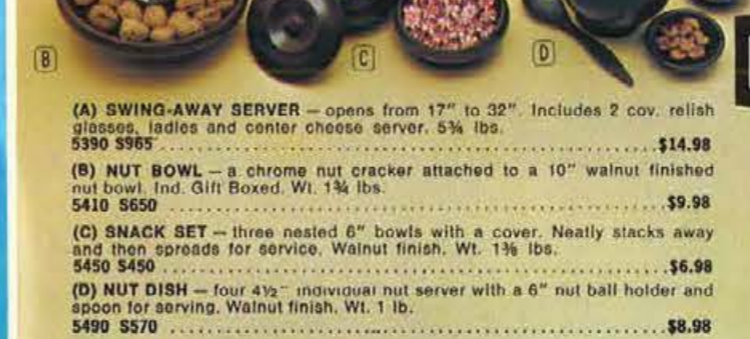 (B) (C) (D)
(A) SWING-AWAY SERVER — opens from 17" to 32". Includes 2 cov. relish
glasses, ladles and center cheese server. 5¾ lbs.
5390 S965 ........ $14.98
(B) NUT BOWL — a chrome nut cracker attached to a 10" walnut finished
nut bowl. Ind. Gift Boxed. Wt. 1¾ lbs.
5410 S650 ........ $9.98
(C) SNACK SET — three nested 6" bowls with a cover. Neatly stacks away
and then spreads for service. Walnut finish. Wt. 1⅜ lbs.
5450 S450 ........ $6.98
(D) NUT DISH — four 4½" individual nut server with a 6" nut ball holder and
spoon for serving. Walnut finish. Wt. 1 lb.
5490 S570 ........ $8.98